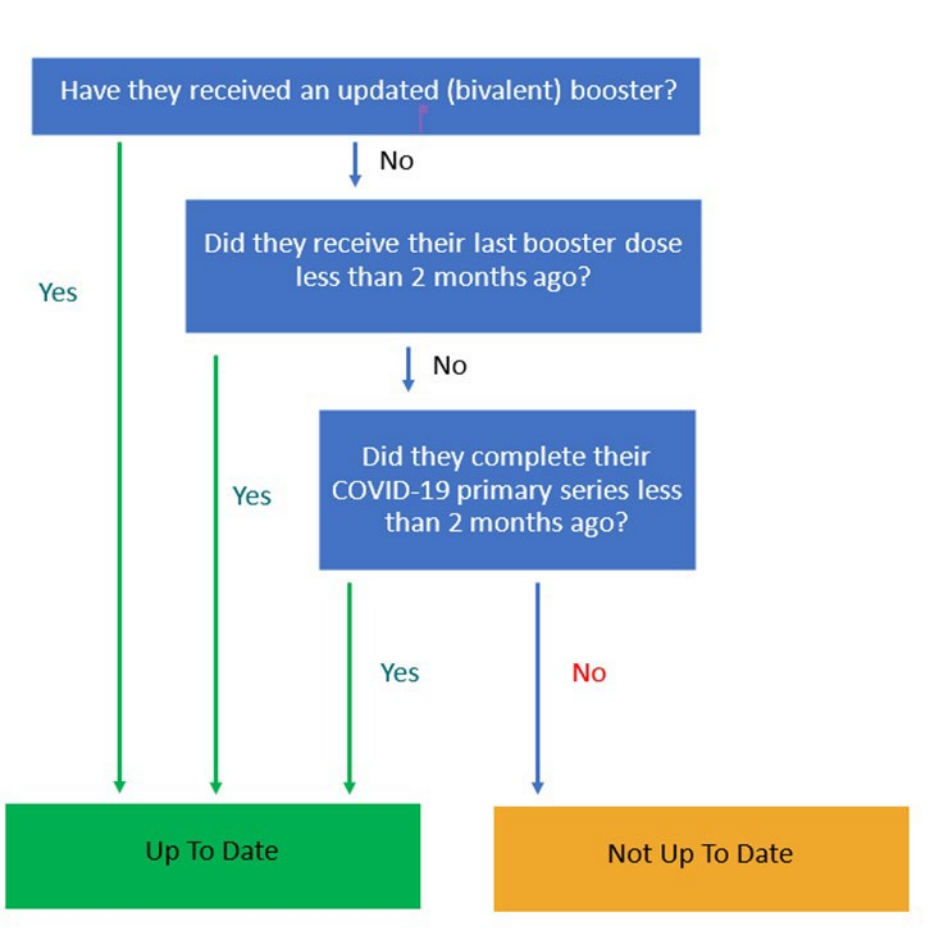 Have they received an updated (bivalent) booster?
No
Did they receive their last booster dose
less than 2 months ago?
Yes
No
Did they complete their
COVID-19 primary series less
than 2 months ago?
Yes
Yes
No
Up To Date
Not Up To Date